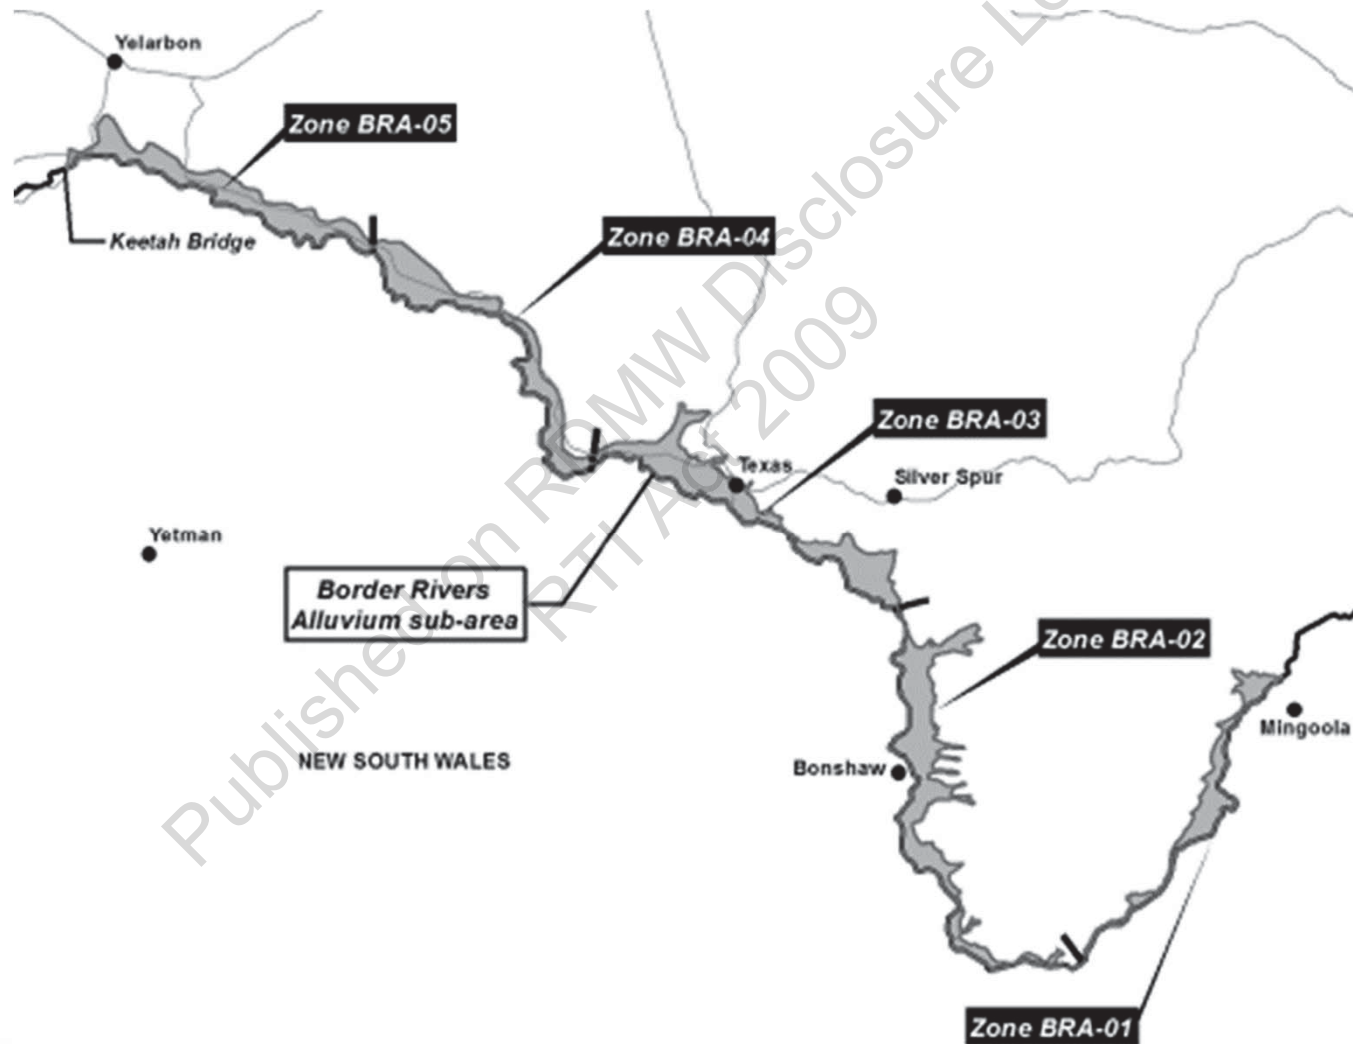 Yelarbon
Zone BRA-05
Keetah Bridge
Zone BRA-04
Zone BRA-03
Texas
Silver Spur
Yetman
Border Rivers
Alluvium sub-area
Zone BRA-02
Mingoola
NEW SOUTH WALES
Bonshaw
Zone BRA-01
Published on RDMW Disclosure
RTI Act 2009